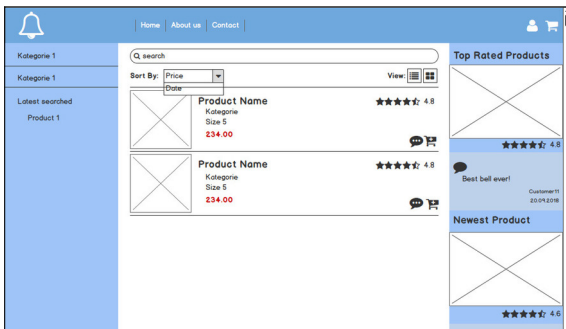 Home
About us
Contact
Kategorie 1
Kategorie 1
Latest searched
Product 1
search
Sort By:
Price
Date
View:
Product Name
4.8
Kategorie
Size 5
234.00
Product Name
4.8
Kategorie
Size 5
234.00
Top Rated Products
4.8
Best bell ever!
Customer11
20.09.2018
Newest Product
4.6